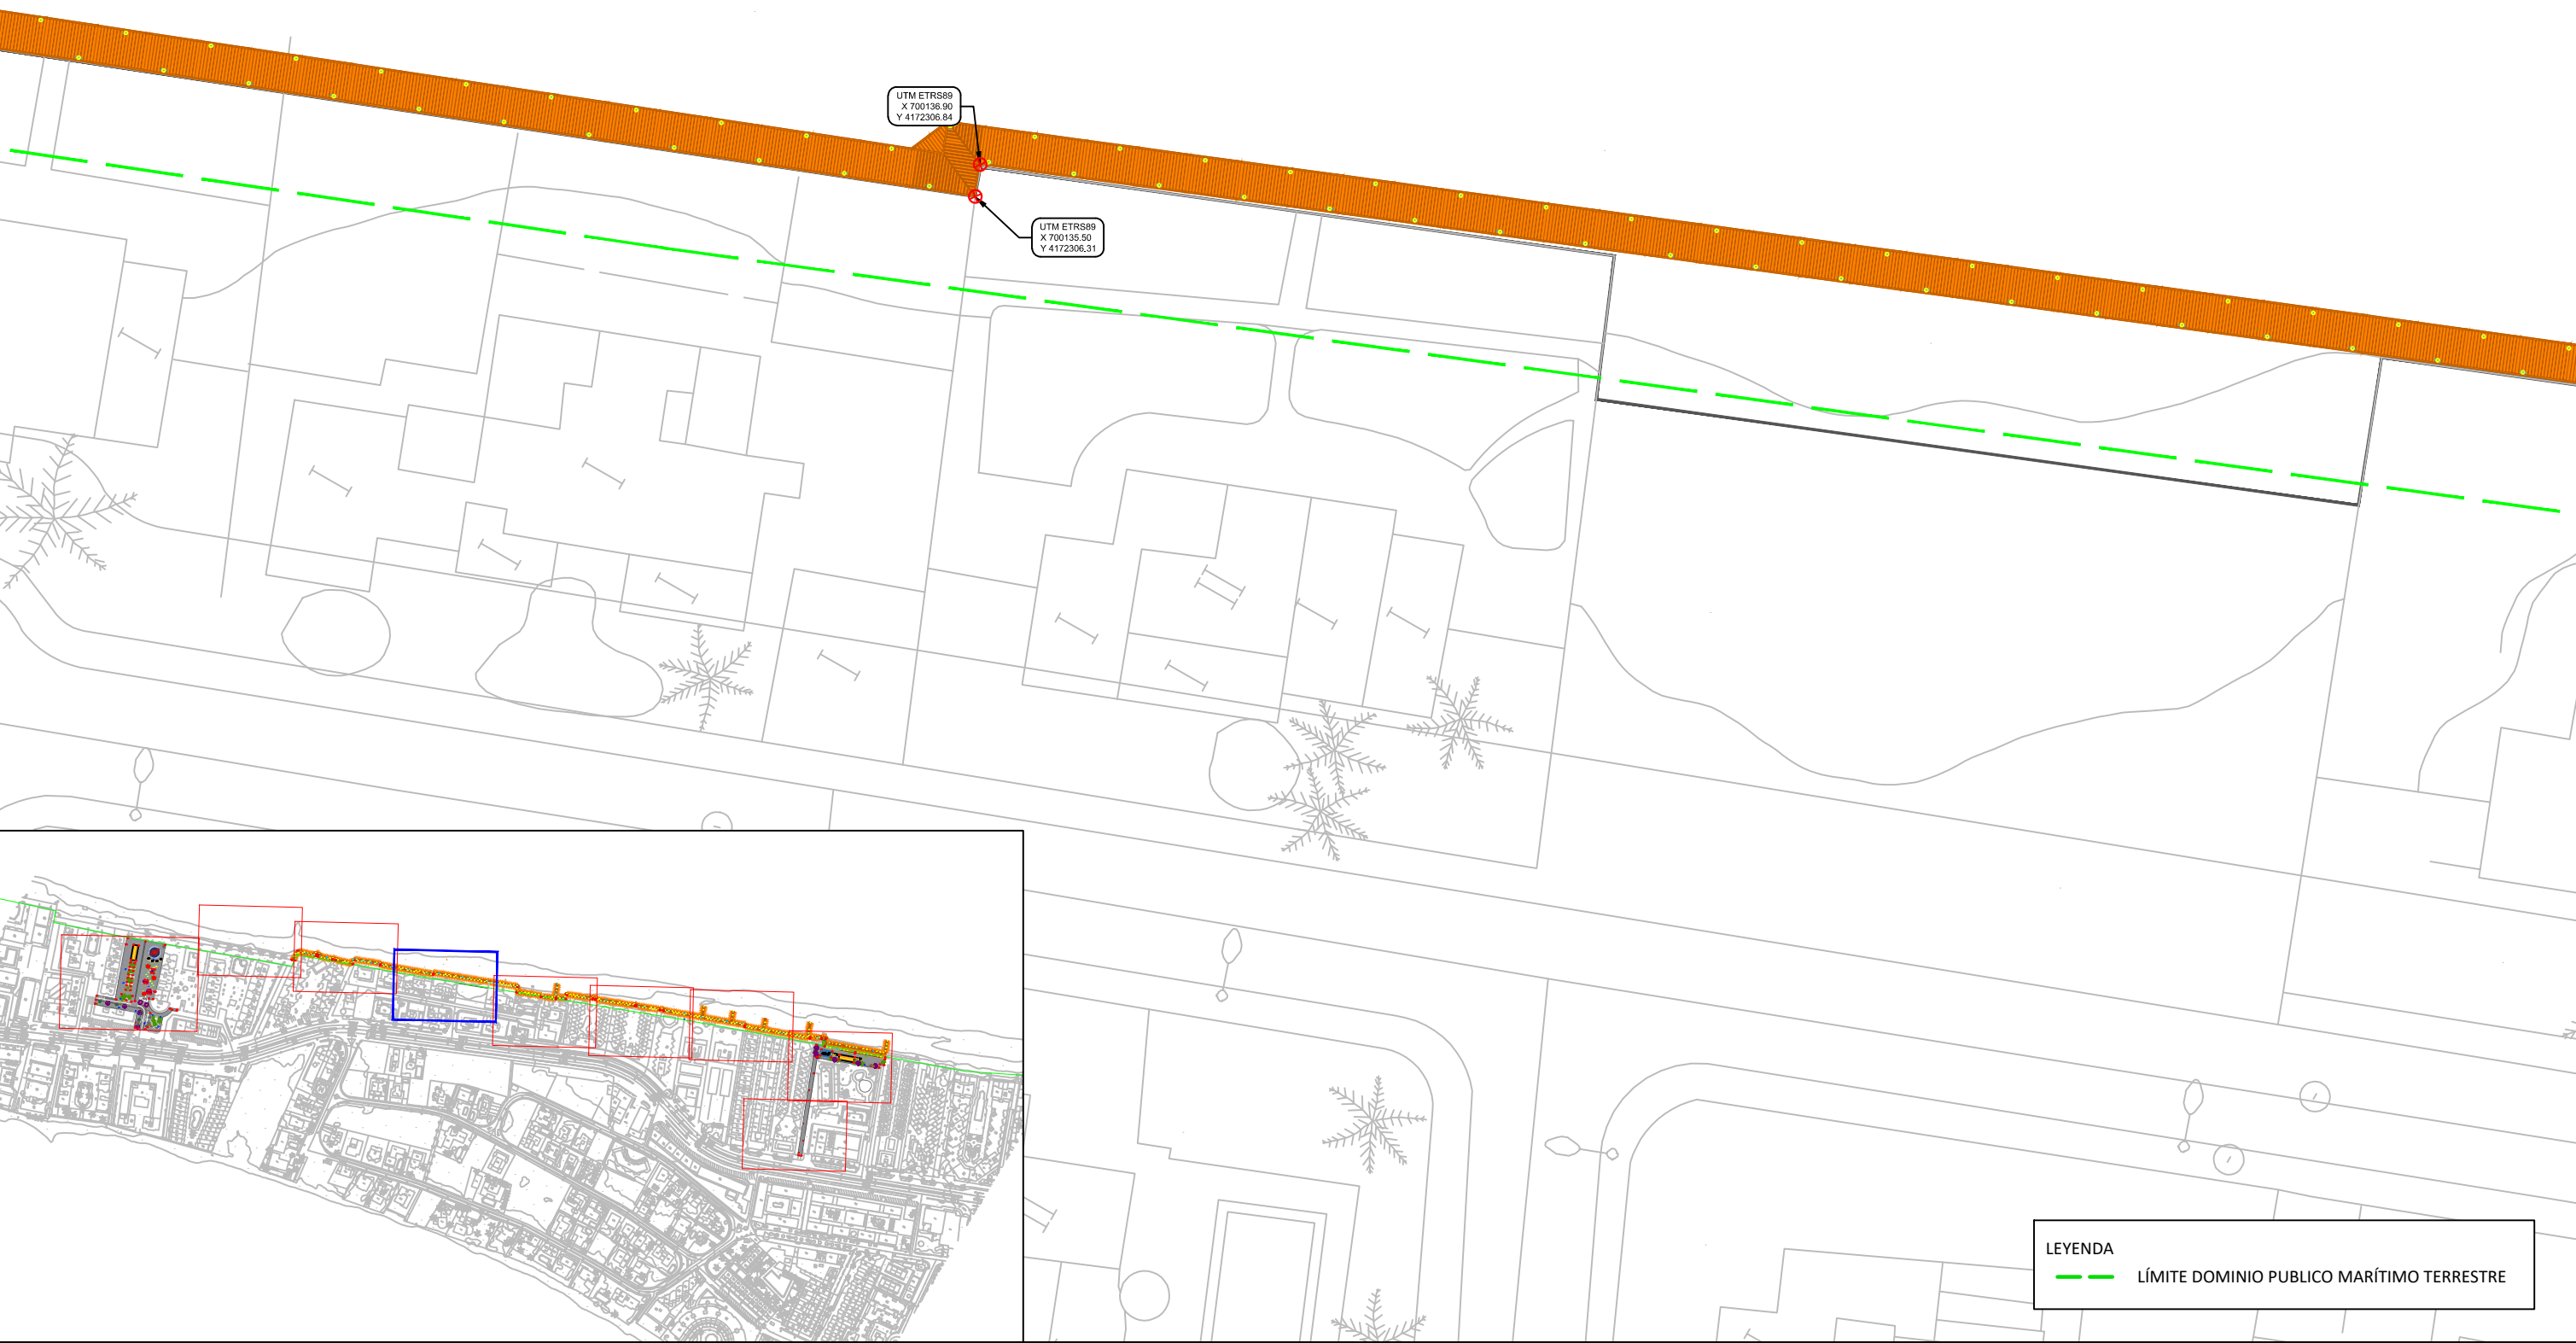 UTM ETRS89
X 700136.90
Y 4172306.84
UTM ETRS89
X 700135.50
Y 4172306.31
LEYENDA
LÍMITE DOMINIO PUBLICO MARÍTIMO TERRESTRE